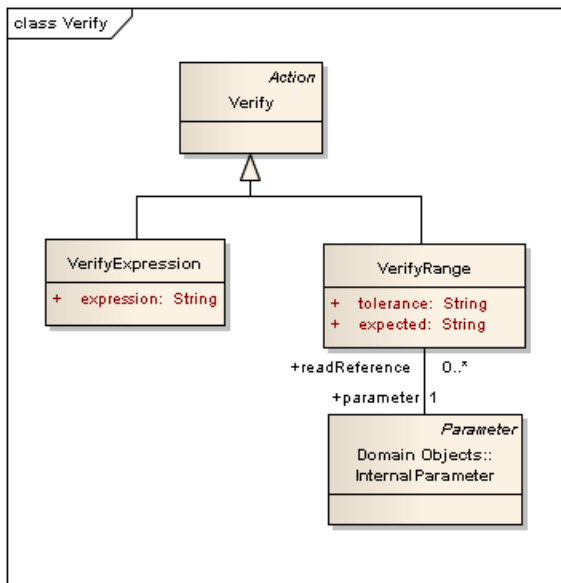 class Verify
Action
Verify
VerifyExpression
+ expression: String
VerifyRange
+ tolerance: String
+ expected: String
+readReference 0..*
+parameter 1
Parameter
Domain Objects::
InternalParameter